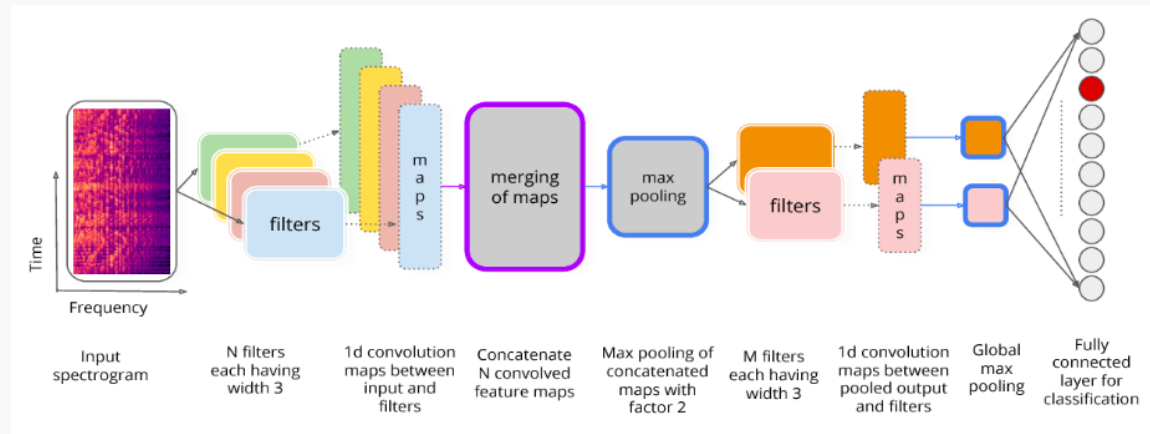 Time
Frequency
filters
maps
merging
of maps
max
pooling
filters
maps
Input
spectrogram
N filters
each having
width 3
1d convolution
maps between
input and
filters
Concatenate
N convolved
feature maps
Max pooling of
concatenated
maps with
factor 2
M filters
each having
width 3
1d convolution
maps between
pooled output
and filters
Global
max
pooling
Fully
connected
layer for
classification